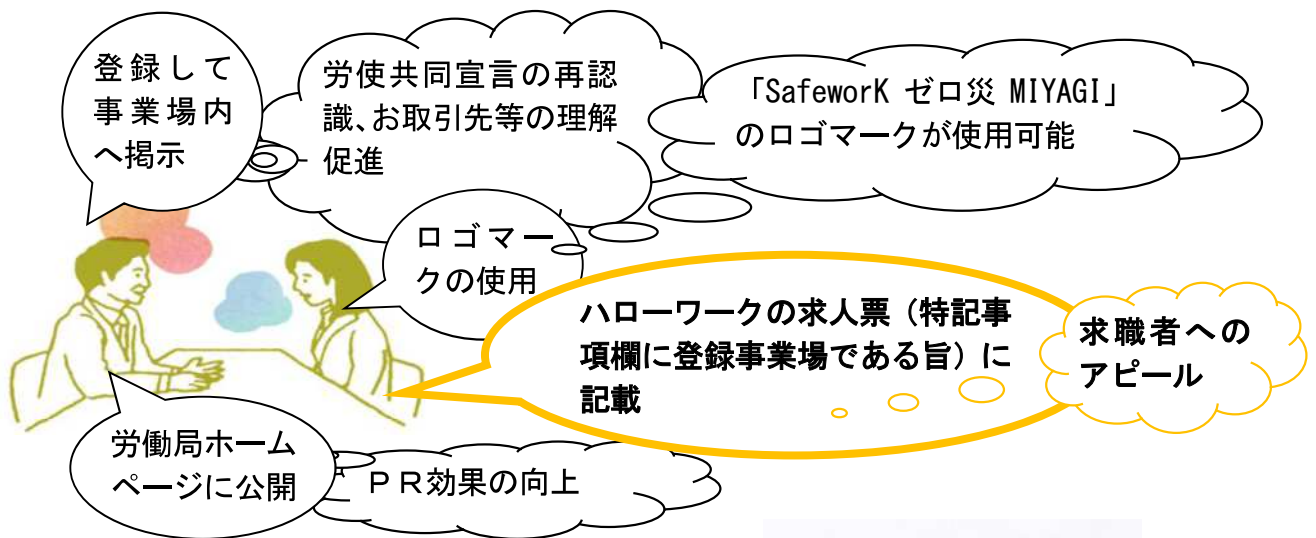 登録して
事業場内
へ掲示
労使共同宣言の再認
識、お取引先等の理解
促進
「SafeworK ゼロ災 MIYAGI」
のロゴマークが使用可能
ロゴマー
クの使用
ハローワークの求人票（特記事
項欄に登録事業場である旨）に
記載
求職者への
アピール
労働局ホーム
ページに公開
ＰＲ効果の向上